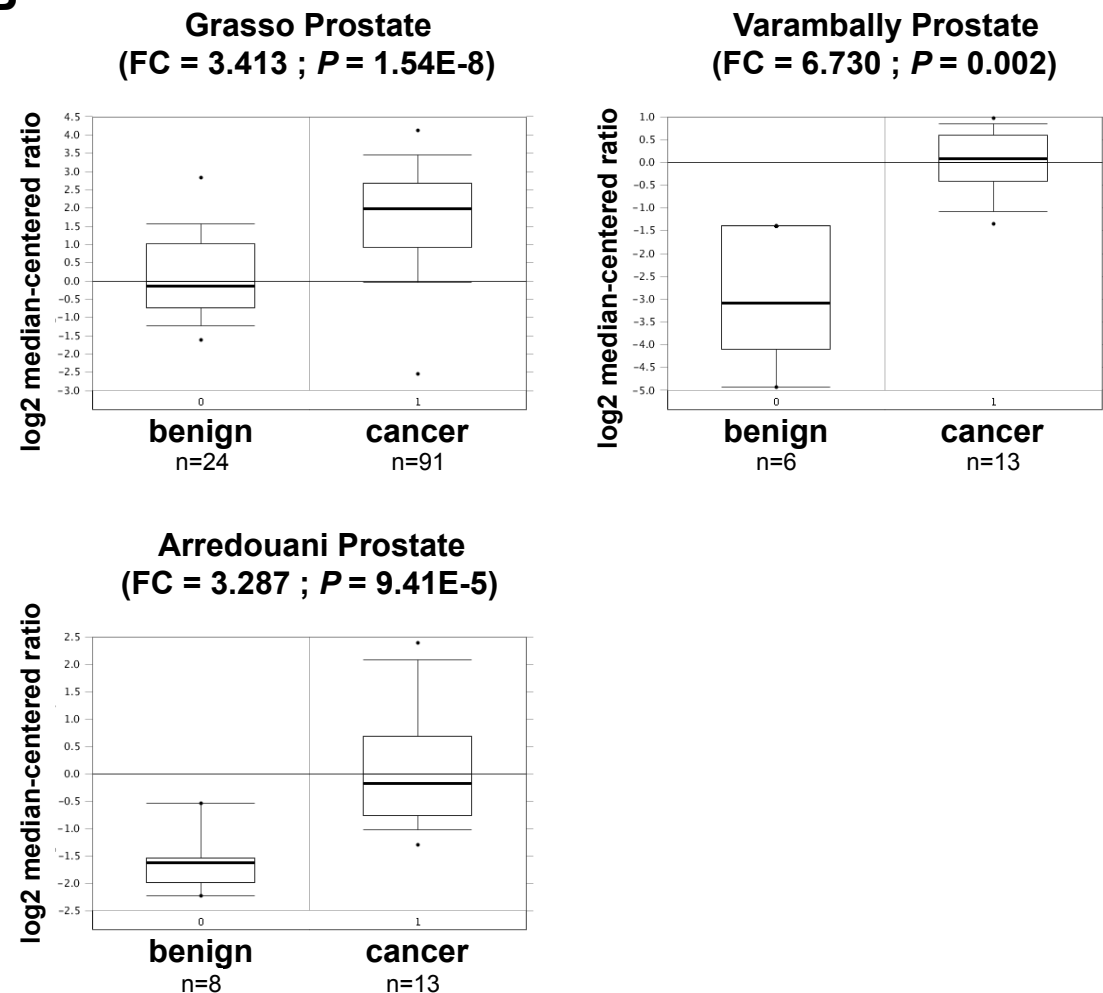 Grasso Prostate
(FC = 3.413 ; P = 1.54E-8)
log2 median-centered ratio
4.5
4.0
3.5
3.0
2.5
2.0
1.5
1.0
0.5
0.0
−0.5
−1.0
−1.5
−2.0
−2.5
−3.0
0
1
benign
cancer
n=24
n=91
Varambally Prostate
(FC = 6.730 ; P = 0.002)
log2 median-centered ratio
1.0
0.5
0.0
−0.5
−1.0
−1.5
−2.0
−2.5
−3.0
−3.5
−4.0
−4.5
−5.0
0
1
benign
cancer
n=6
n=13
Arredouani Prostate
(FC = 3.287 ; P = 9.41E-5)
log2 median-centered ratio
2.5
2.0
1.5
1.0
0.5
0.0
−0.5
−1.0
−1.5
−2.0
−2.5
0
1
benign
cancer
n=8
n=13